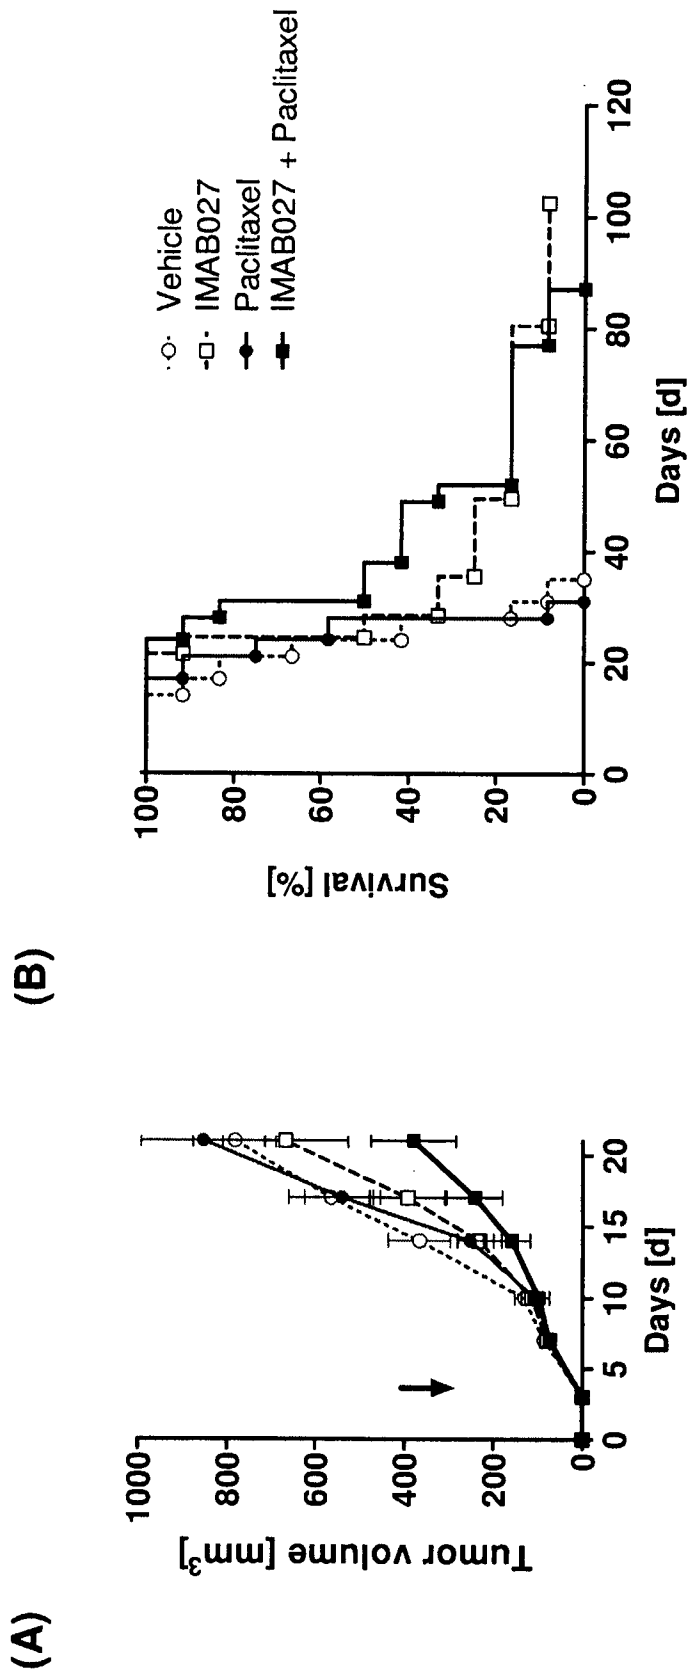 (A)
Tumor volume [mm³]
1000
800
600
400
200
0
0 5 10 15 20
Days [d]
(B)
Survival [%]
100
80
60
40
20
0
0 20 40 60 80 100 120
Days [d]
Vehicle
IMAB027
Paclitaxel
IMAB027 + Paclitaxel